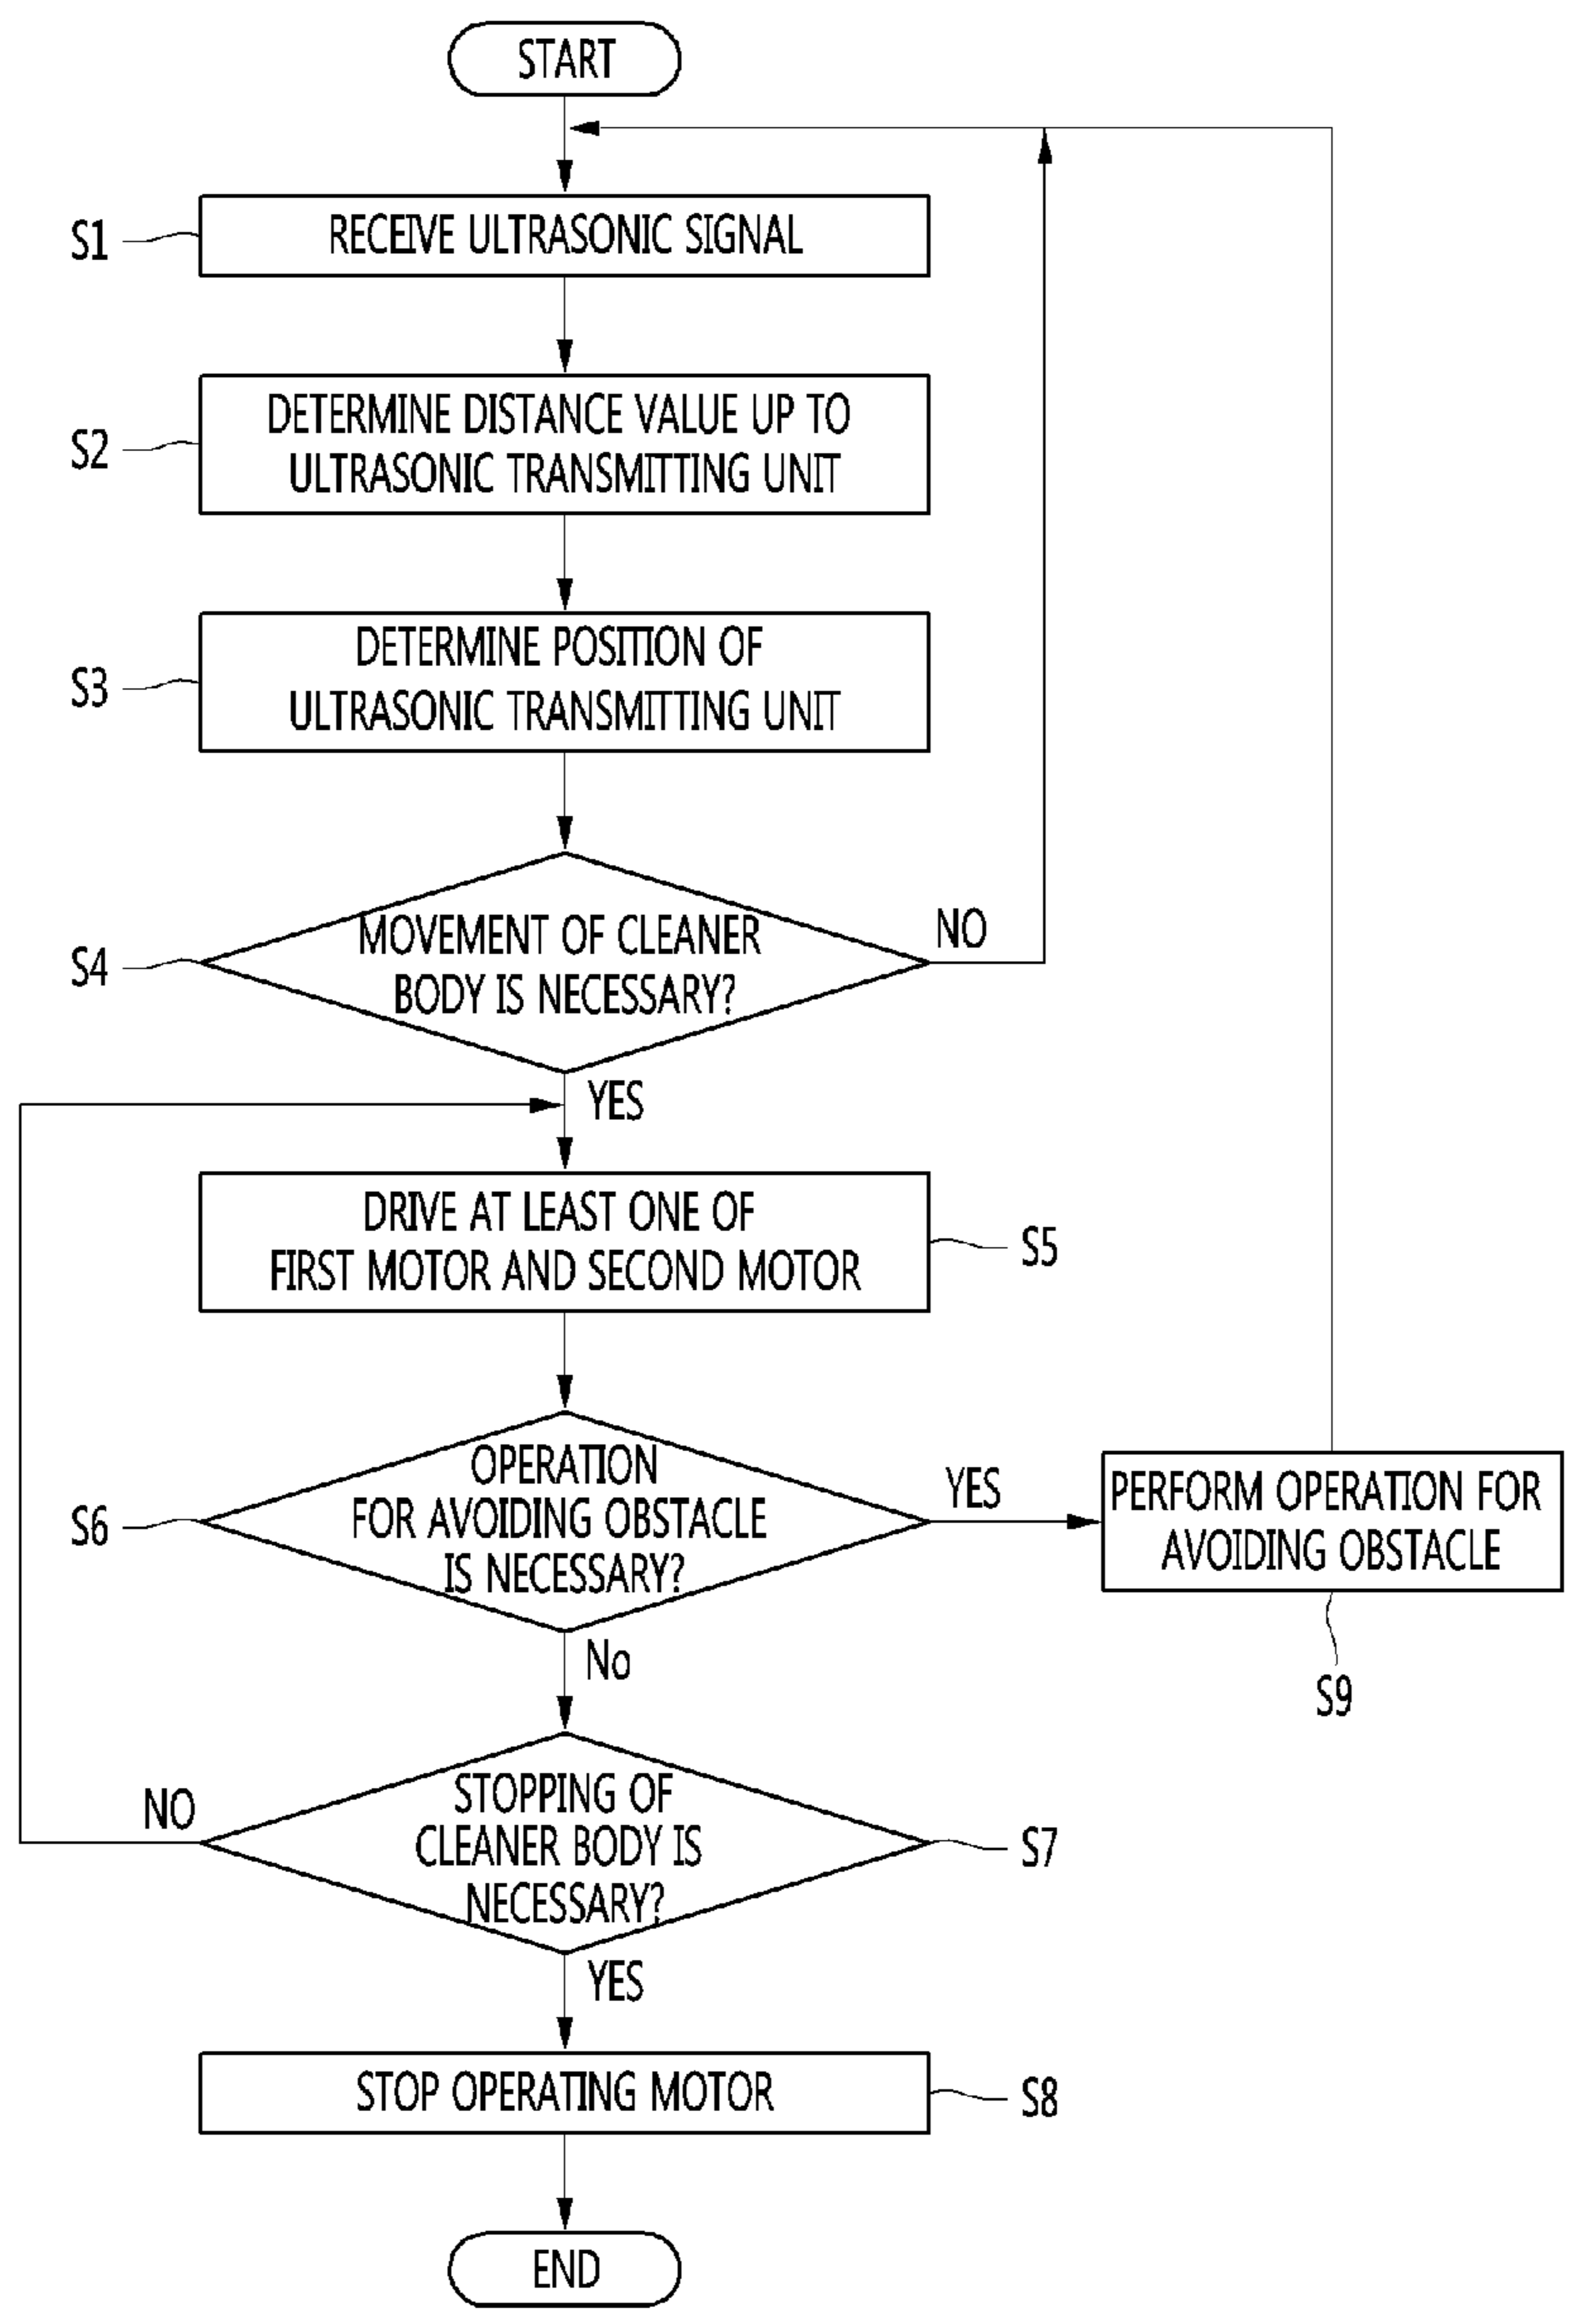 START
S1
RECEIVE ULTRASONIC SIGNAL
S2
DETERMINE DISTANCE VALUE UP TO
ULTRASONIC TRANSMITTING UNIT
S3
DETERMINE POSITION OF
ULTRASONIC TRANSMITTING UNIT
S4
MOVEMENT OF CLEANER
BODY IS NECESSARY?
NO
YES
DRIVE AT LEAST ONE OF
FIRST MOTOR AND SECOND MOTOR
S5
S6
OPERATION
FOR AVOIDING OBSTACLE
IS NECESSARY?
YES
PERFORM OPERATION FOR
AVOIDING OBSTACLE
S9
No
STOPPING OF
CLEANER BODY IS
NECESSARY?
NO
S7
YES
STOP OPERATING MOTOR
S8
END